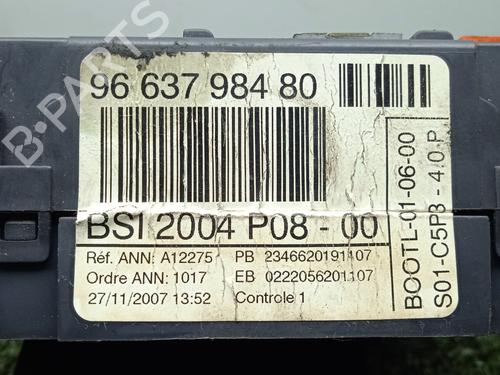 96 637 984 80
BSI 2004 P08 - 00
Réf. ANN: A12275 PB 2346620191107
Ordre ANN: 1017 EB 0222056201107
27/11/2007 13:52 Controle 1
BOOTL-01-06-00
S01-C5P3 - 4.0.P
B-PARTS